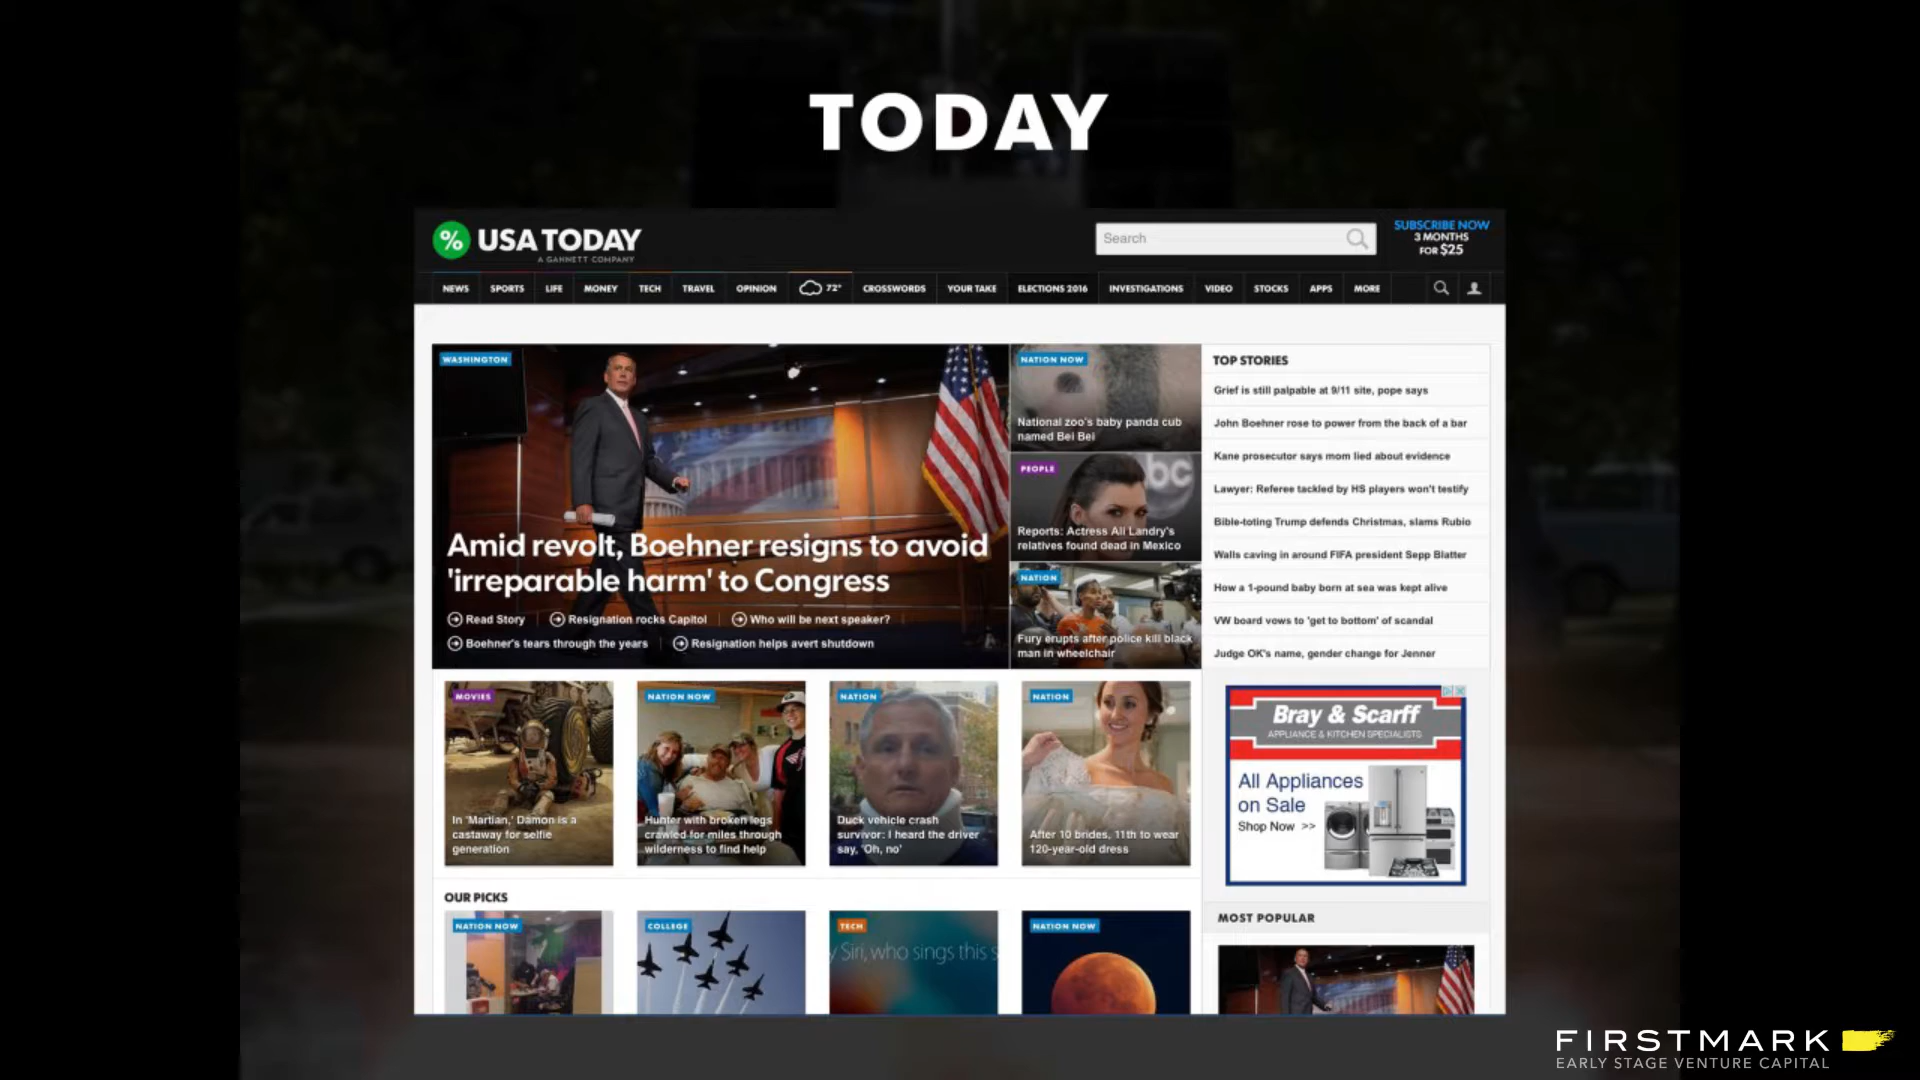 TODAY
%
USA TODAY
A GANNETT COMPANY
Search
SUBSCRIBE NOW
3 MONTHS
FOR $25
NEWS
SPORTS
LIFE
MONEY
TECH
TRAVEL
OPINION
72°
CROSSWORDS
YOUR TAKE
ELECTIONS 2016
INVESTIGATIONS
VIDEO
STOCKS
APPS
MORE
WASHINGTON
Amid revolt, Boehner resigns to avoid
'irreparable harm' to Congress
Read Story
Resignation rocks Capitol
Who will be next speaker?
Boehner's tears through the years
Resignation helps avert shutdown
NATION NOW
National zoo's baby panda cub
named Bei Bei
PEOPLE
bc
Reports: Actress Ali Landry's
relatives found dead in Mexico
NATION
Fury erupts after police kill black
man in wheelchair
TOP STORIES
Grief is still palpable at 9/11 site, pope says
John Boehner rose to power from the back of a bar
Kane prosecutor says mom lied about evidence
Lawyer: Referee tackled by HS players won't testify
Bible-toting Trump defends Christmas, slams Rubio
Walls caving in around FIFA president Sepp Blatter
How a 1-pound baby born at sea was kept alive
VW board vows to 'get to bottom' of scandal
Judge OK's name, gender change for Jenner
MOVIES
In 'Martian,' Damon is a
castaway for selfie
generation
NATION NOW
Hunter with broken legs
crawled for miles through
wilderness to find help
NATION
Duck vehicle crash
survivor: I heard the driver
say, 'Oh, no'
NATION
After 10 brides, 11th to wear
120-year-old dress
Bray & Scarff
APPLIANCE & KITCHEN SPECIALISTS
All Appliances
on Sale
Shop Now >>
OUR PICKS
NATION NOW
COLLEGE
TECH
y Siri, who sings this s
NATION NOW
MOST POPULAR
FIRSTMARK
EARLY STAGE VENTURE CAPITAL